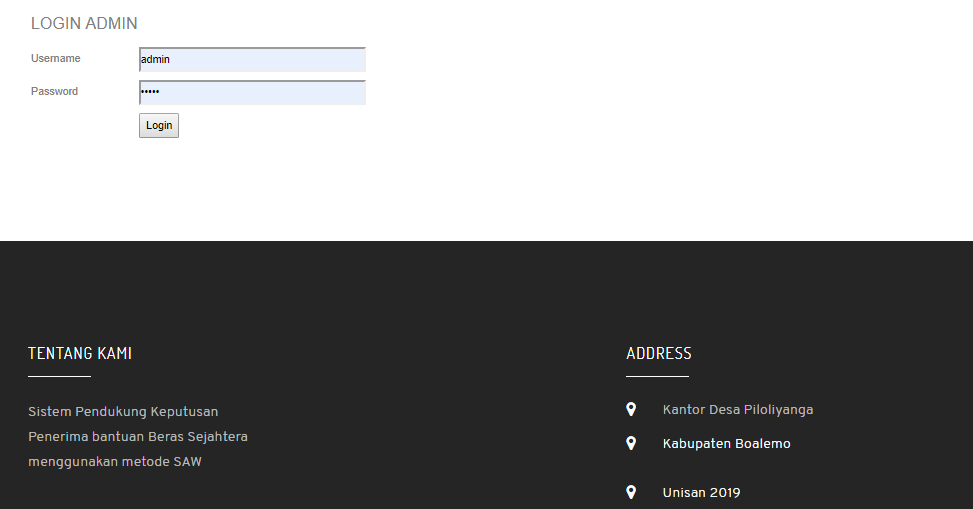 LOGIN ADMIN
Username admin
Password •••••
Login
TENTANG KAMI
Sistem Pendukung Keputusan
Penerima bantuan Beras Sejahtera
menggunakan metode SAW
ADDRESS
Kantor Desa Piloliyanga
Kabupaten Boalemo
Unisan 2019